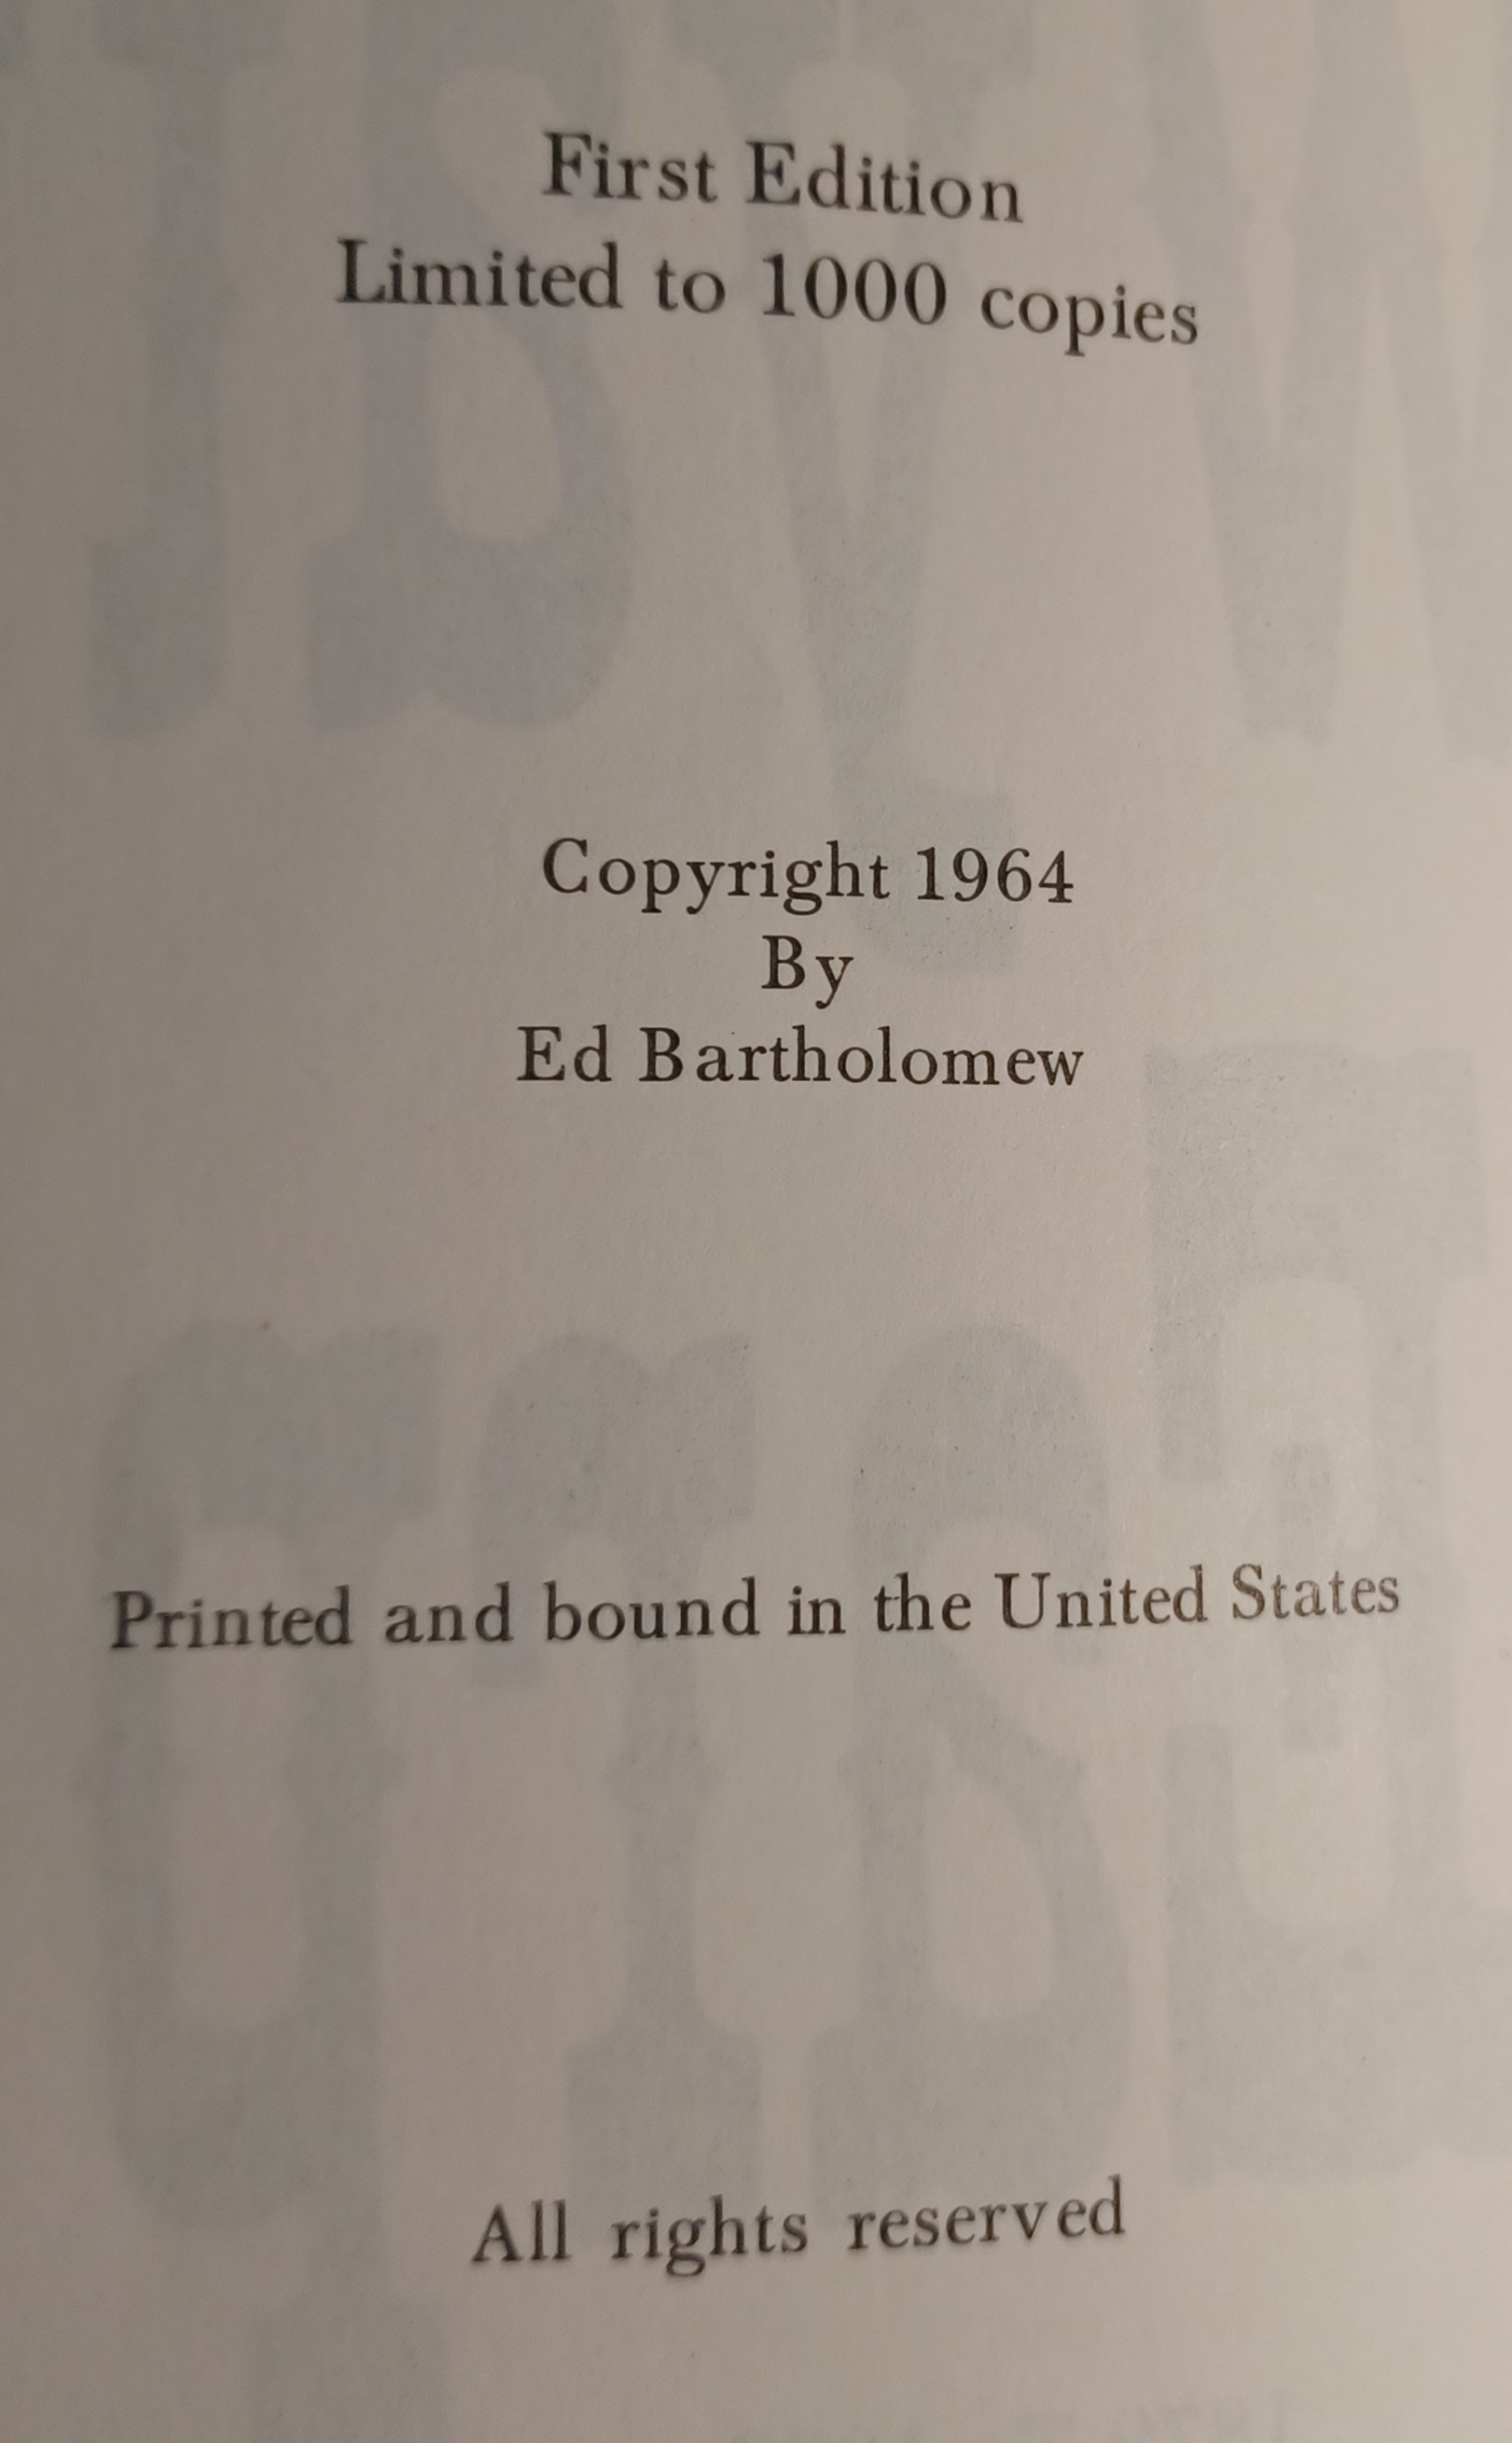 First Edition
Limited to 1000 copies
Copyright 1964
By
Ed Bartholomew
Printed and bound in the United States
All rights reserved